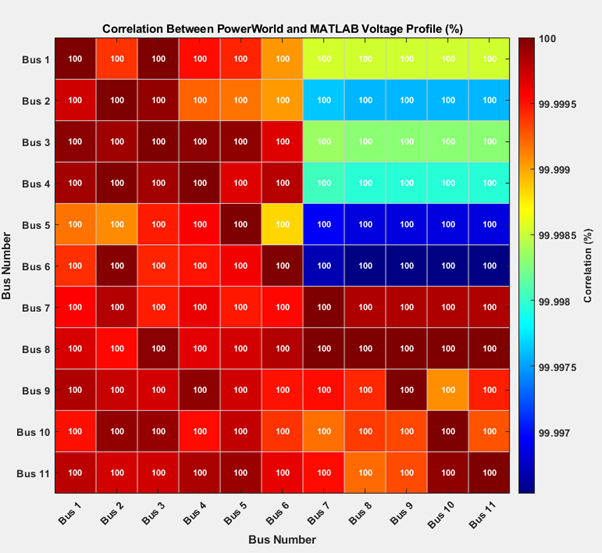 Correlation Between PowerWorld and MATLAB Voltage Profile (%)
Bus 1 100 100 100 100 100 100 100 100 100 100 100
Bus 2 100 100 100 100 100 100 100 100 100 100 100
Bus 3 100 100 100 100 100 100 100 100 100 100 100
Bus 4 100 100 100 100 100 100 100 100 100 100 100
Bus 5 100 100 100 100 100 100 100 100 100 100 100
Bus 6 100 100 100 100 100 100 100 100 100 100 100
Bus 7 100 100 100 100 100 100 100 100 100 100 100
Bus 8 100 100 100 100 100 100 100 100 100 100 100
Bus 9 100 100 100 100 100 100 100 100 100 100 100
Bus 10 100 100 100 100 100 100 100 100 100 100 100
Bus 11 100 100 100 100 100 100 100 100 100 100 100
Bus 1 Bus 2 Bus 3 Bus 4 Bus 5 Bus 6 Bus 7 Bus 8 Bus 9 Bus 10 Bus 11
Bus Number
Bus Number
100
99.9995
99.999
99.9985
99.998
99.9975
99.997
Correlation (%)